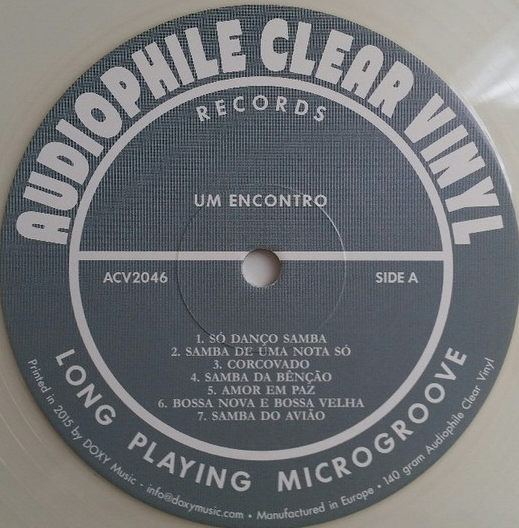 AUDIOPHILE CLEAR VINYL
RECORDS
UM ENCONTRO
ACV2046
SIDE A
1. SÓ DANÇO SAMBA
2. SAMBA DE UMA NOTA SÓ
3. CORCOVADO
4. SAMBA DA BÊNÇÃO
5. AMOR EM PAZ
6. BOSSA NOVA E BOSSA VELHA
7. SAMBA DO AVIÃO
LONG PLAYING MICROGROOVE
Printed in 2015 by DOXY Music - info@doxymusic.com • Manufactured in Europe • 140 gram Audiophile Clear Vinyl